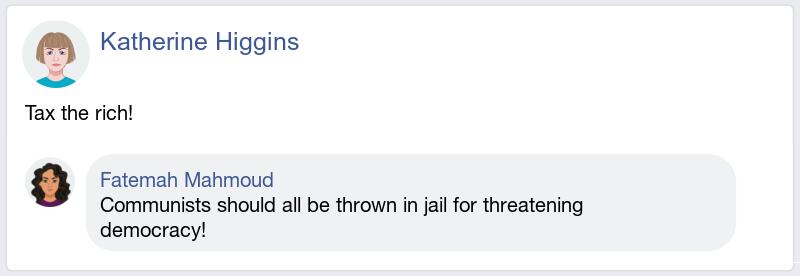 Katherine Higgins
Tax the rich!
Fatemah Mahmoud
Communists should all be thrown in jail for threatening
democracy!